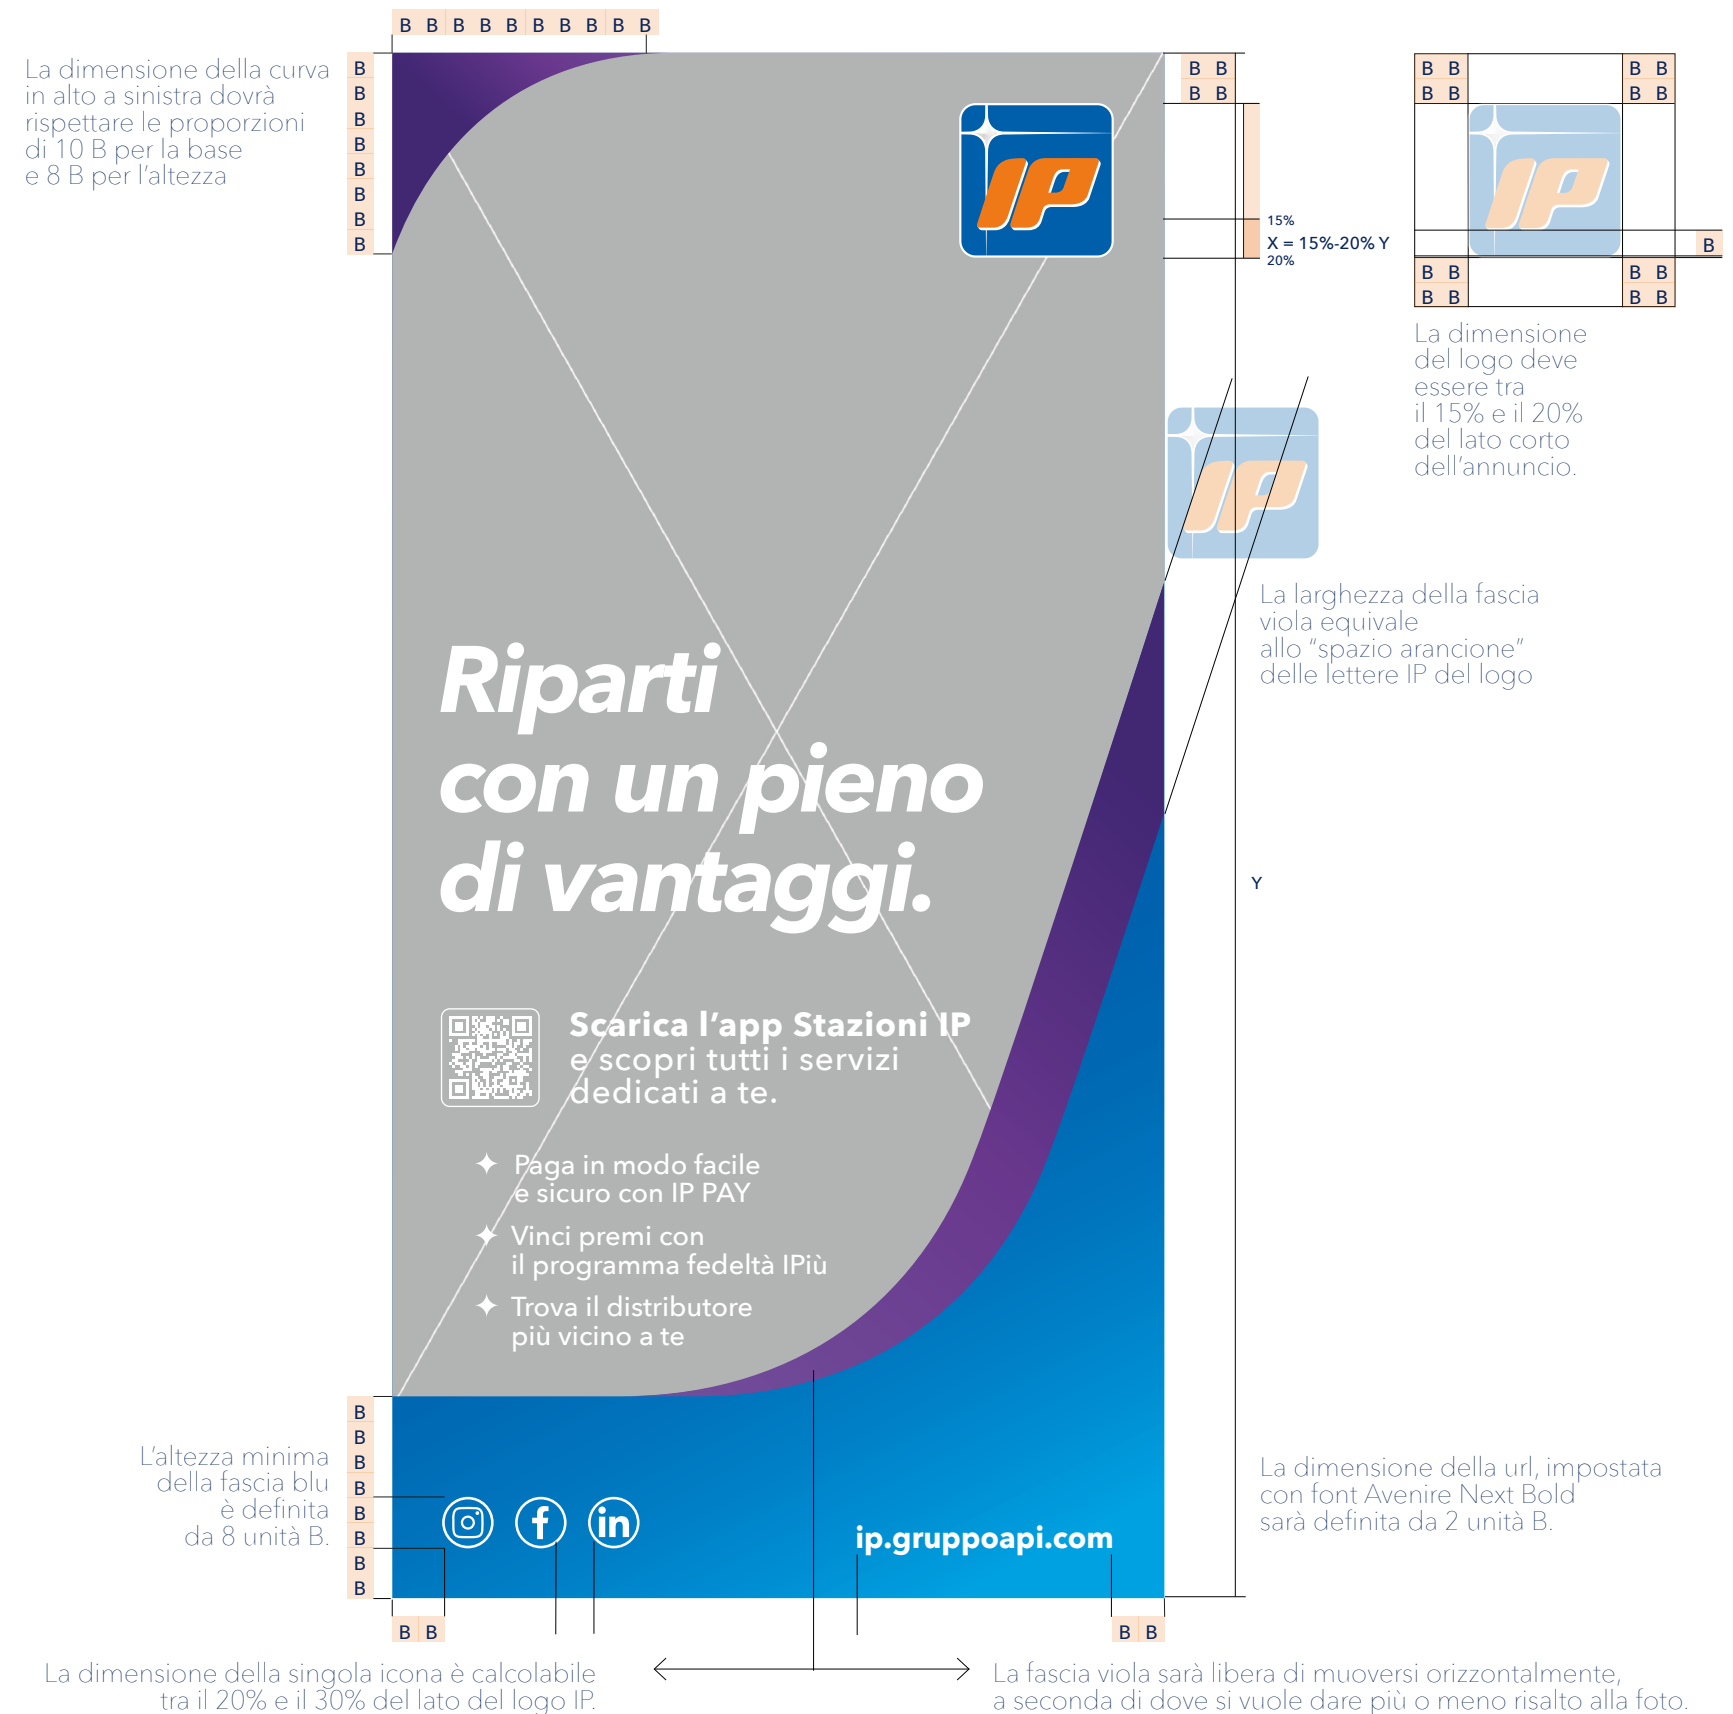 B B B B B B B B B B
La dimensione della curva
in alto a sinistra dovrà
rispettare le proporzioni
di 10 B per la base
e 8 B per l'altezza
B
B
B
B
B
B
B
B
IP
B B
B B
15%
X = 15%-20% Y
20%
B B
B B
B B
B B
IP
B
B B
B B
B B
B B
La dimensione
del logo deve
essere tra
il 15% e il 20%
del lato corto
dell'annuncio.
IP
La larghezza della fascia
viola equivale
allo “spazio arancione”
delle lettere IP del logo
Riparti
con un pieno
di vantaggi.
Y
Scarica l'app Stazioni IP
e scopri tutti i servizi
dedicati a te.
Paga in modo facile
e sicuro con IP PAY
Vinci premi con
il programma fedeltà IPiù
Trova il distributore
più vicino a te
L'altezza minima
della fascia blu
è definita
da 8 unità B.
B
B
B
B
B
B
B
B
f
in
ip.gruppoapi.com
La dimensione della url, impostata
con font Avenire Next Bold
sarà definita da 2 unità B.
B B
B B
La dimensione della singola icona è calcolabile
tra il 20% e il 30% del lato del logo IP.
La fascia viola sarà libera di muoversi orizzontalmente,
a seconda di dove si vuole dare più o meno risalto alla foto.